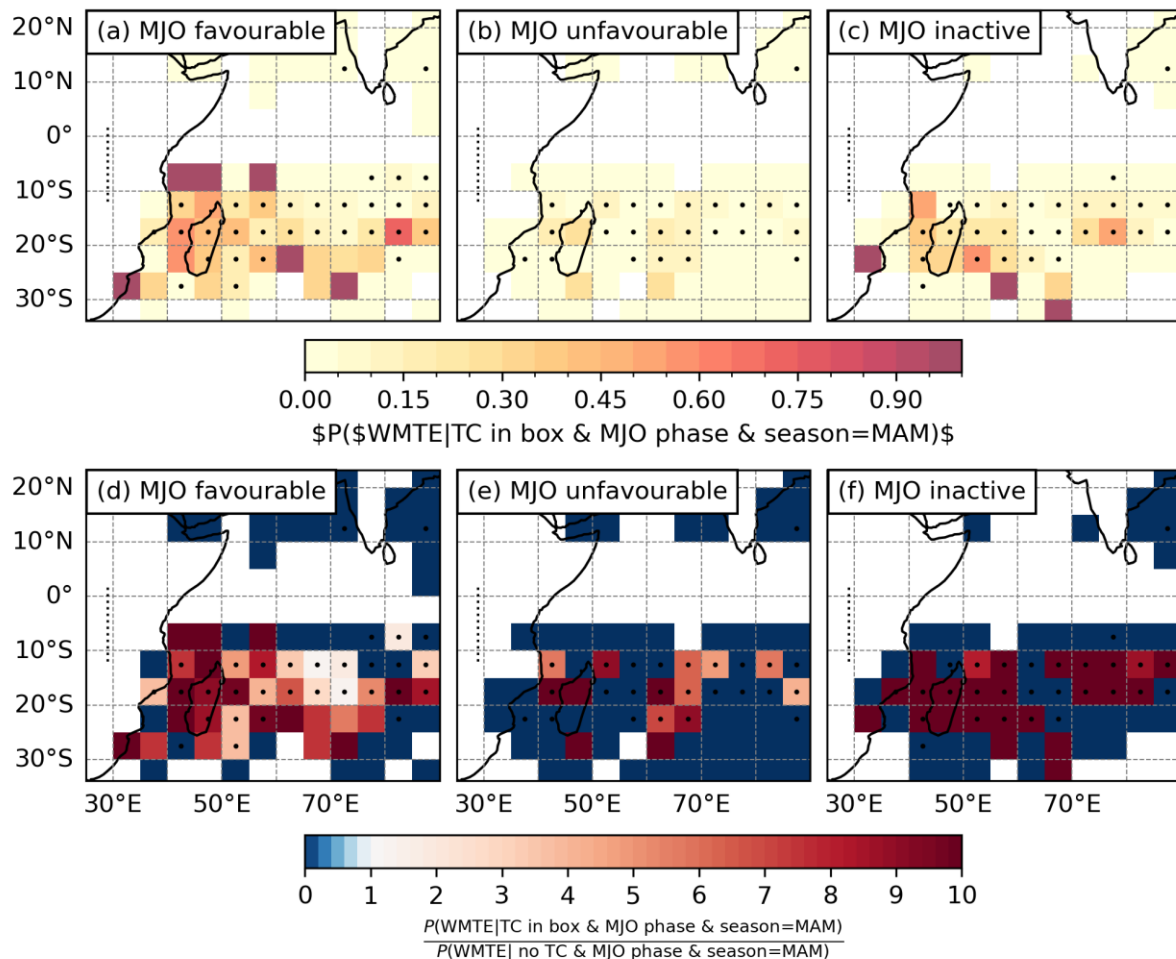 (a) MJO favourable
(b) MJO unfavourable
(c) MJO inactive
20°N
10°N
0°
10°S
20°S
30°S
0.00 0.15 0.30 0.45 0.60 0.75 0.90
$P($WMTE|TC in box & MJO phase & season=MAM)$
(d) MJO favourable
(e) MJO unfavourable
(f) MJO inactive
20°N
10°N
0°
10°S
20°S
30°S
30°E 50°E 70°E
30°E 50°E 70°E
30°E 50°E 70°E
0 1 2 3 4 5 6 7 8 9 10
P(WMTE|TC in box & MJO phase & season=MAM)
P(WMTE| no TC & MJO phase & season=MAM)